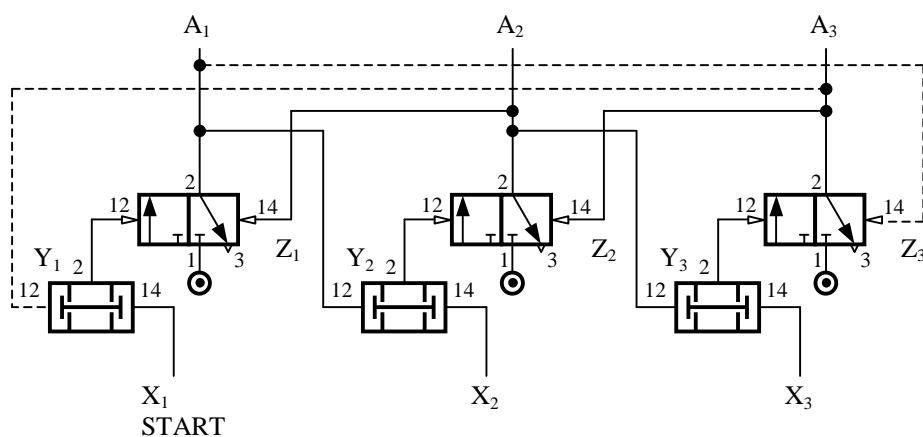 A₁ A₂ A₃
2 2 2
12 14 12 14 12 14
Y₁ 2 1 3 Z₁ Y₂ 2 1 3 Z₂ Y₃ 2 1 3 Z₃
12 14 12 14 12 14
X₁ X₂ X₃
START